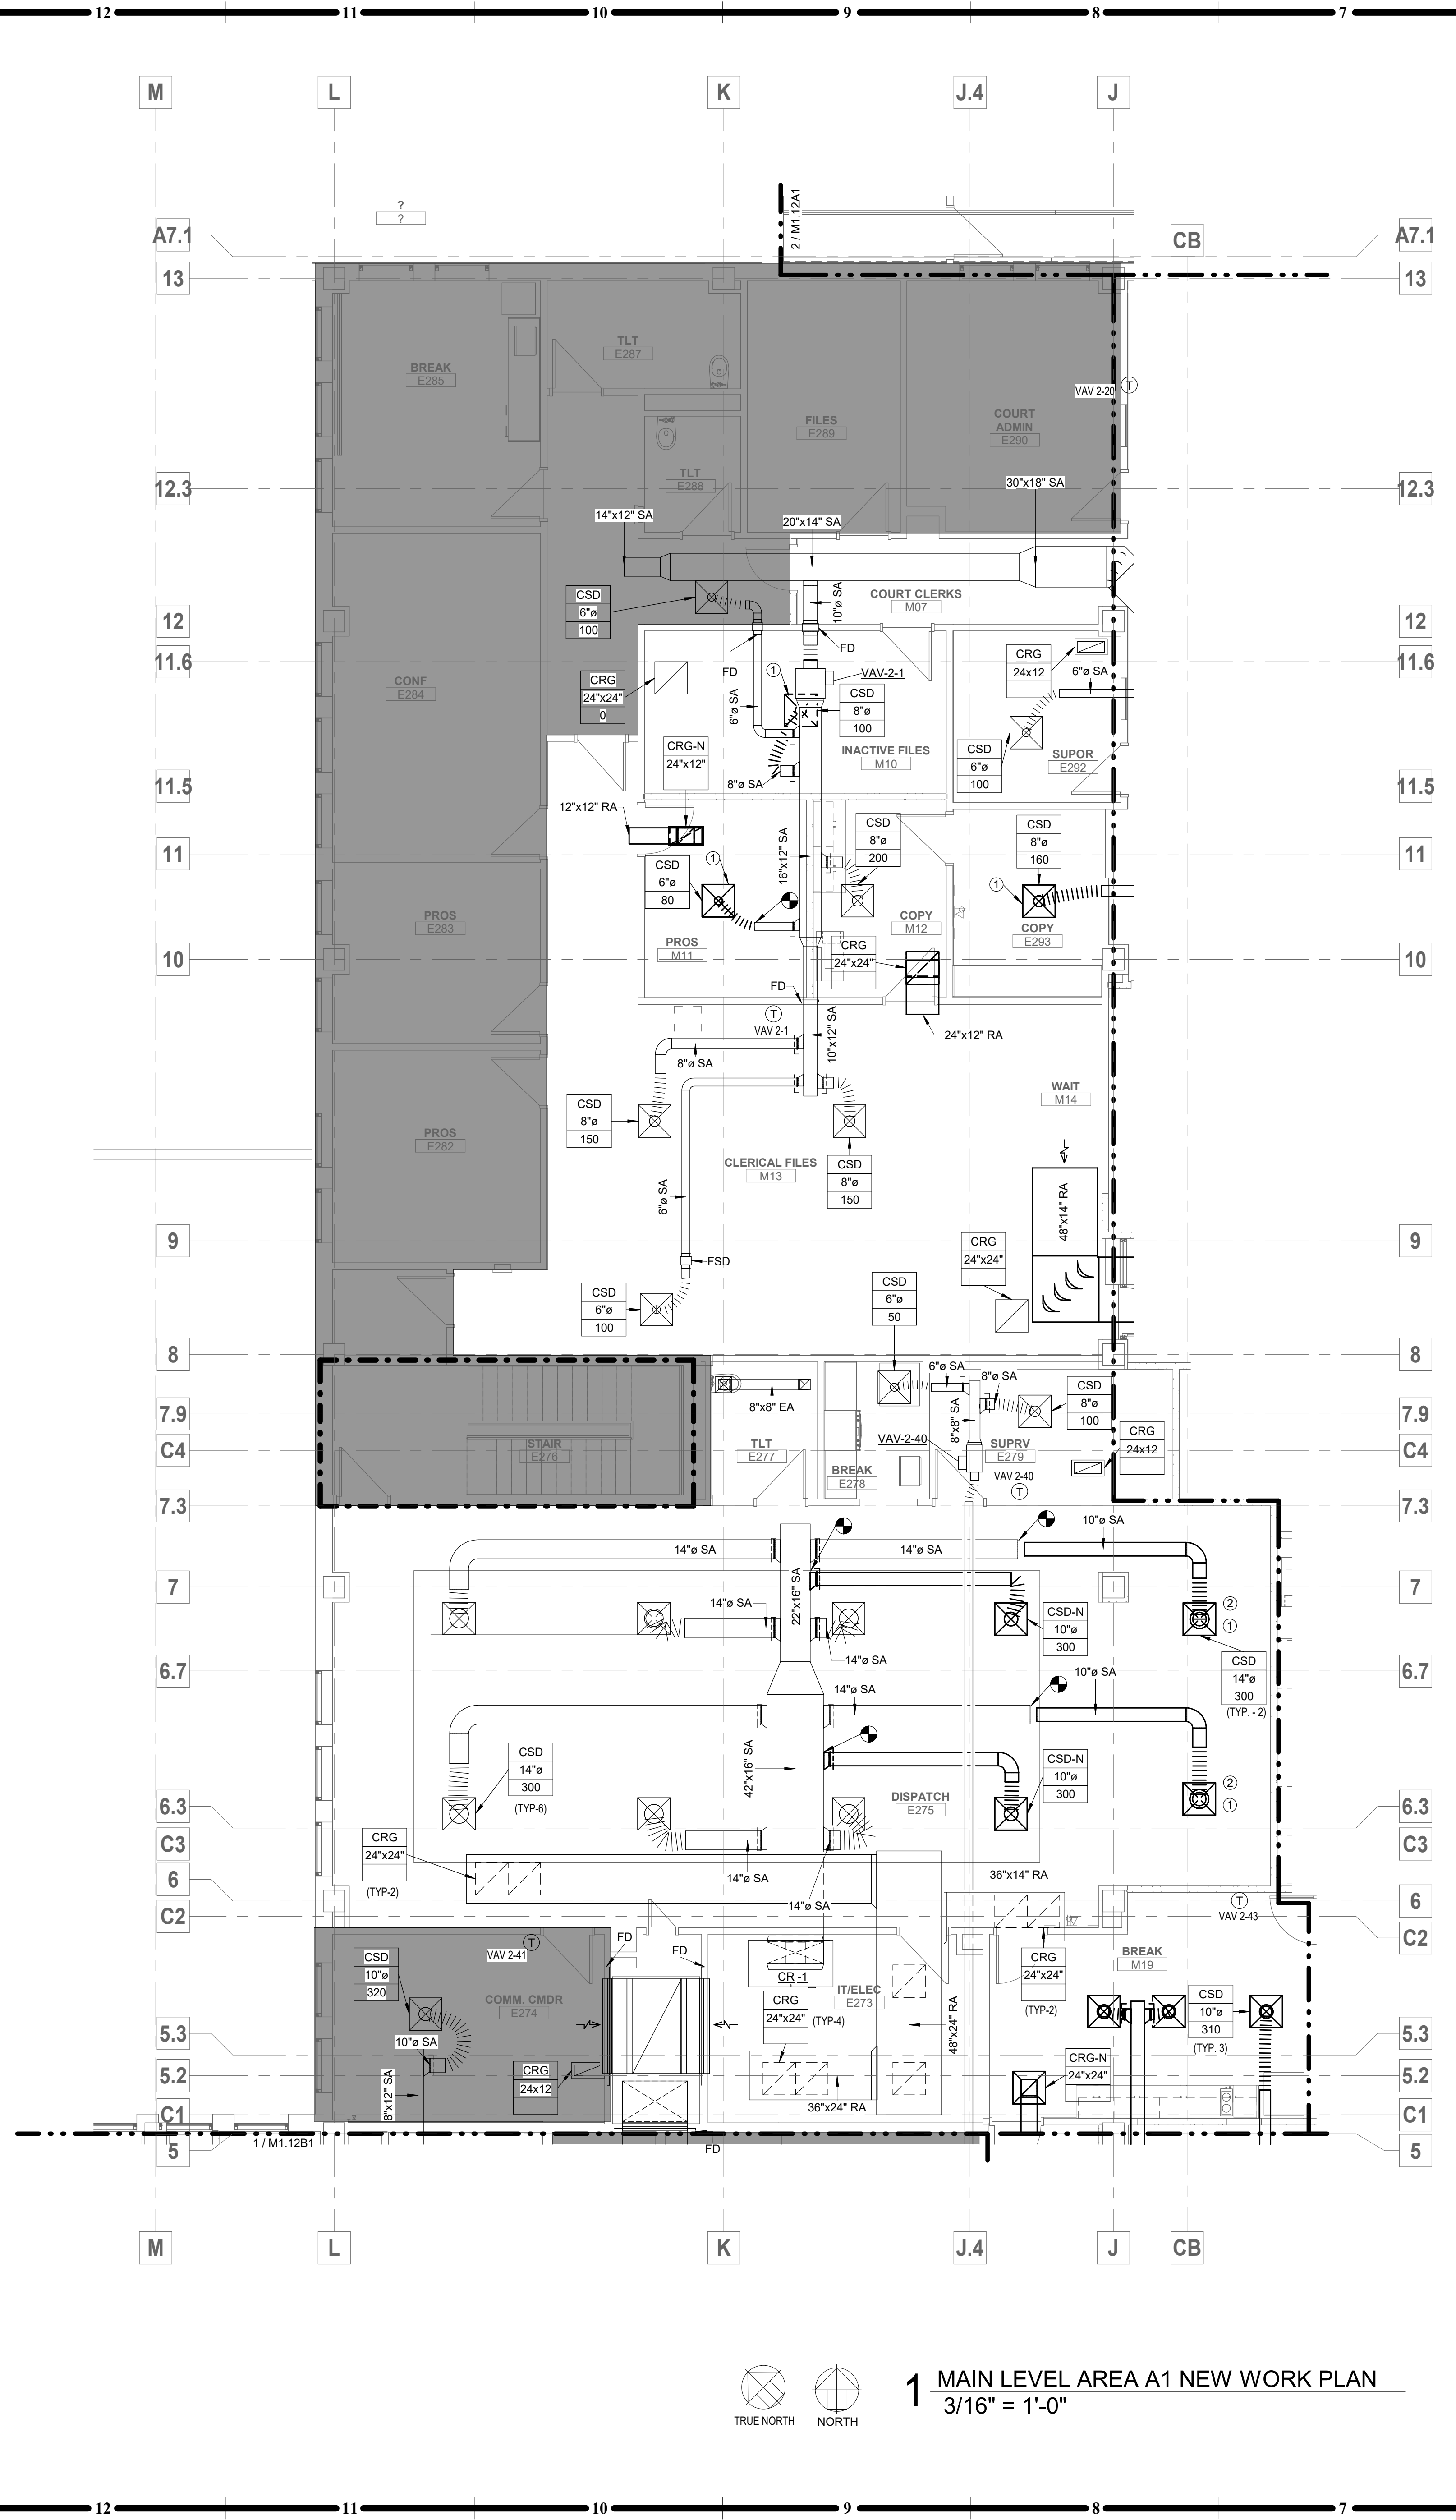 12 11 10 9 8 7
M L K J.4 J
?
?
2 / M1.12A1
A7.1 CB A7.1
13 13
TLT
E287
BREAK
E285
VAV 2-20 T
FILES
E289
COURT
ADMIN
E290
TLT
E288
12.3 12.3
30"x18" SA
14"x12" SA
20"x14" SA
CSD
6"ø
100
10"ø SA
COURT CLERKS
M07
12 12
FD
FD
11.6 11.6
CRG
24x12
6"ø SA
CONF
E284
CRG
24"x24"
0
1
VAV-2-1
6"ø SA
CSD
8"ø
100
CRG-N
24"x12"
INACTIVE FILES
M10
CSD
6"ø
100
SUPOR
E292
8"ø SA
11.5 11.5
12"x12" RA
16"x12" SA
CSD
8"ø
200
CSD
8"ø
160
11 11
CSD
6"ø
80
1
1
PROS
E283
COPY
M12
COPY
E293
PROS
M11
CRG
24"x24"
10 10
FD
T
VAV 2-1
10"x12" SA
24"x12" RA
8"ø SA
WAIT
M14
CSD
8"ø
150
PROS
E282
CLERICAL FILES
M13
CSD
8"ø
150
6"ø SA
48"x14" RA
9 9
CRG
24"x24"
FSD
CSD
6"ø
100
CSD
6"ø
50
8 8
6"ø SA
8"ø SA
8"x8" EA
8"x8" SA
CSD
8"ø
100
7.9 7.9
CRG
24x12
STAIR
E276
TLT
E277
VAV-2-40
SUPRV
E279
C4 C4
BREAK
E278
VAV 2-40
T
7.3 7.3
14"ø SA
14"ø SA
10"ø SA
22"x16" SA
7 7
14"ø SA
CSD-N
10"ø
300
2
1
14"ø SA
CSD
14"ø
300
(TYP. - 2)
6.7 6.7
10"ø SA
14"ø SA
CSD
14"ø
300
(TYP-6)
42"x16" SA
CSD-N
10"ø
300
2
1
DISPATCH
E275
6.3 6.3
CRG
24"x24"
(TYP-2)
C3 C3
14"ø SA
36"x14" RA
6 6
14"ø SA
T
VAV 2-43
C2 C2
FD
FD
CSD
10"ø
320
VAV 2-41
T
CRG
24"x24"
(TYP-2)
BREAK
M19
CR -1
IT/ELEC
E273
COMM. CMDR
E274
CRG
24"x24"
(TYP-4)
CSD
10"ø
310
(TYP. 3)
48"x24" RA
5.3 5.3
10"ø SA
CRG
24x12
CRG-N
24"x24"
5.2 5.2
8"x12" SA
36"x24" RA
C1 C1
1 / M1.12B1
FD
5 5
M L K J.4 J CB
TRUE NORTH
NORTH
1 MAIN LEVEL AREA A1 NEW WORK PLAN
3/16" = 1'-0"
12 11 10 9 8 7